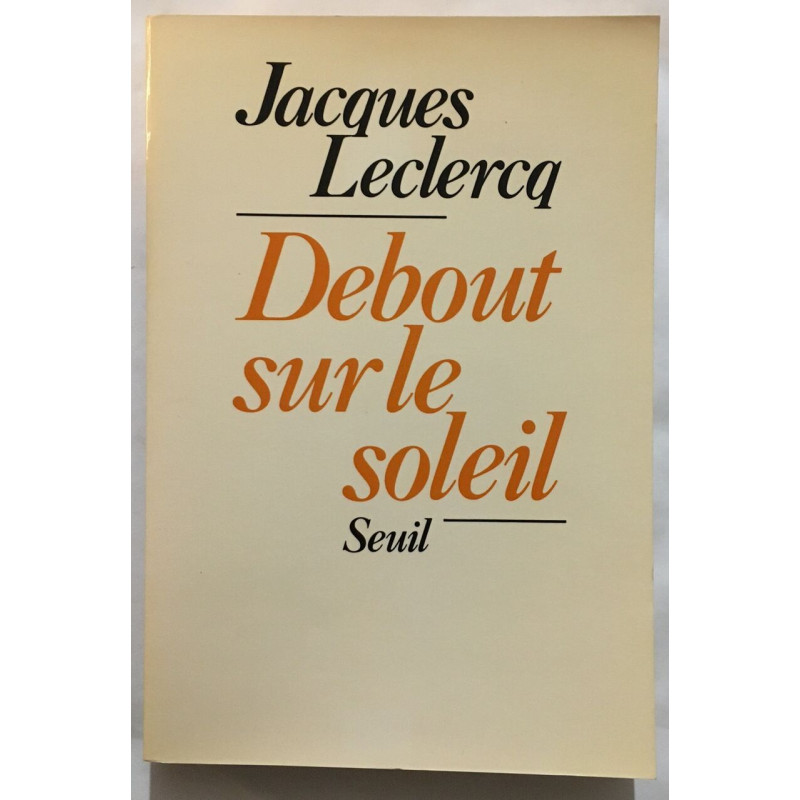 Jacques
Leclercq
Debout
sur le
soleil
Seuil